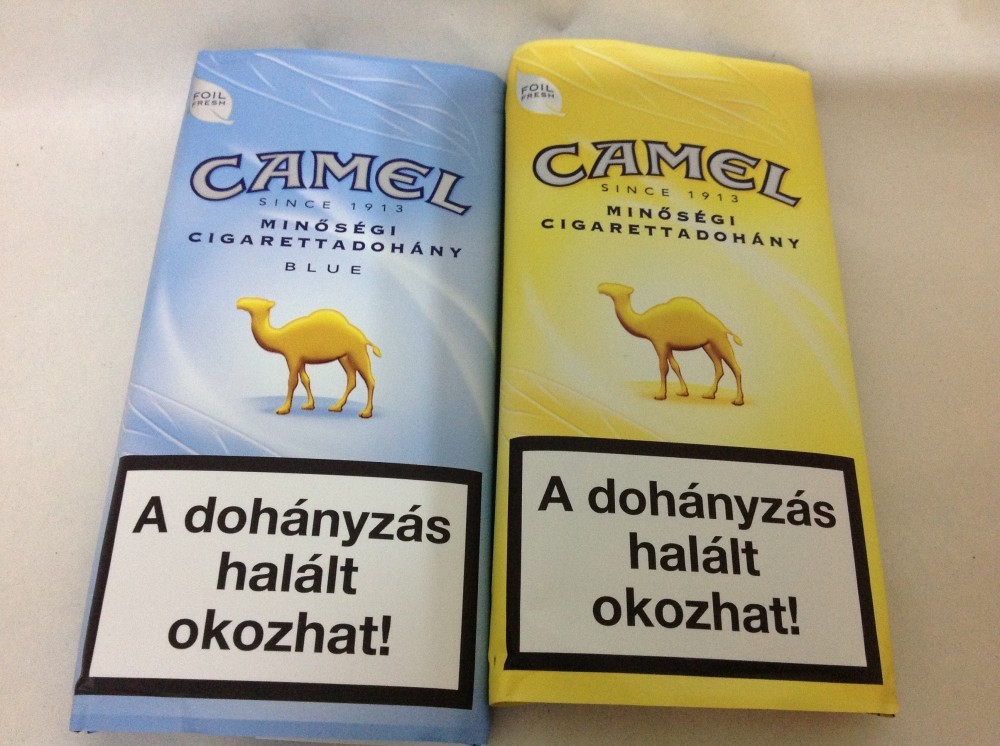 FOIL
FRESH
CAMEL
SINCE 1913
MINŐSÉGI
CIGARETTADOHÁNY
BLUE
A dohányzás
halált
okozhat!
FOIL
FRESH
CAMEL
SINCE 1913
MINŐSÉGI
CIGARETTADOHÁNY
A dohányzás
halált
okozhat!